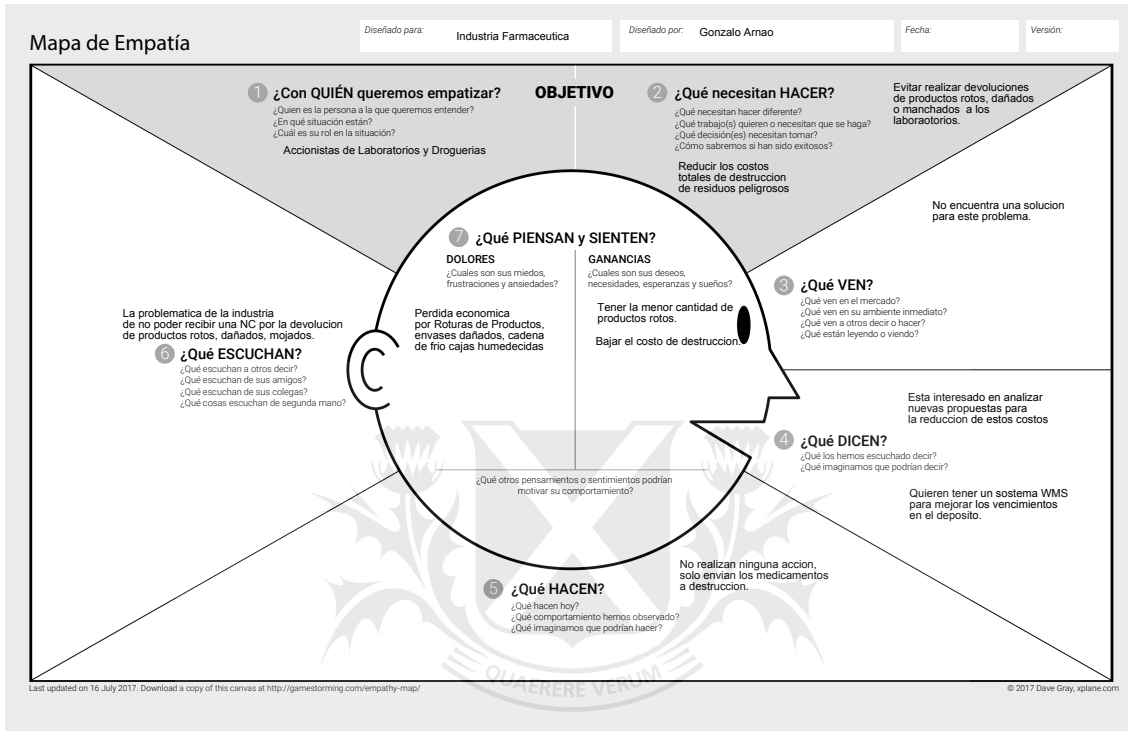 Mapa de Empatía
Diseñado para:
Industria Farmaceutica
Diseñado por:
Gonzalo Arnao
Fecha:
Versión:
1 ¿Con QUIÉN queremos empatizar?
¿Quien es la persona a la que queremos entender?
¿En qué situación están?
¿Cuál es su rol en la situación?
Accionistas de Laboratorios y Droguerias
OBJETIVO
2 ¿Qué necesitan HACER?
¿Qué necesitan hacer diferente?
¿Qué trabajo(s) quieren o necesitan que se haga?
¿Qué decisión(es) necesitan tomar?
¿Cómo sabremos si han sido exitosos?
Reducir los costos
totales de destruccion
de residuos peligrosos
Evitar realizar devoluciones
de productos rotos, dañados
o manchados a los
laboraotorios.
No encuentra una solucion
para este problema.
3 ¿Qué VEN?
¿Qué ven en el mercado?
¿Qué ven en su ambiente inmediato?
¿Qué ven a otros decir o hacer?
¿Qué están leyendo o viendo?
Esta interesado en analizar
nuevas propuestas para
la reduccion de estos costos
4 ¿Qué DICEN?
¿Qué los hemos escuchado decir?
¿Qué imaginamos que podrían decir?
Quieren tener un sostema WMS
para mejorar los vencimientos
en el deposito.
No realizan ninguna accion,
solo envian los medicamentos
a destruccion.
5 ¿Qué HACEN?
¿Qué hacen hoy?
¿Qué comportamiento hemos observado?
¿Qué imaginamos que podrían hacer?
La problematica de la industria
de no poder recibir una NC por la devolucion
de productos rotos, dañados, mojados.
6 ¿Qué ESCUCHAN?
¿Qué escuchan a otros decir?
¿Qué escuchan de sus amigos?
¿Qué escuchan de sus colegas?
¿Qué cosas escuchan de segunda mano?
7 ¿Qué PIENSAN y SIENTEN?
DOLORES
¿Cuales son sus miedos,
frustraciones y ansiedades?
Perdida economica
por Roturas de Productos,
envases dañados, cadena
de frio cajas humedecidas
GANANCIAS
¿Cuales son sus deseos,
necesidades, esperanzas y sueños?
Tener la menor cantidad de
productos rotos.
Bajar el costo de destruccion.
¿Qué otros pensamientos o sentimientos podrían
motivar su comportamiento?
QUAERERE VERUM
Last updated on 16 July 2017. Download a copy of this canvas at http://gamestorming.com/empathy-map/
© 2017 Dave Gray, xplane.com